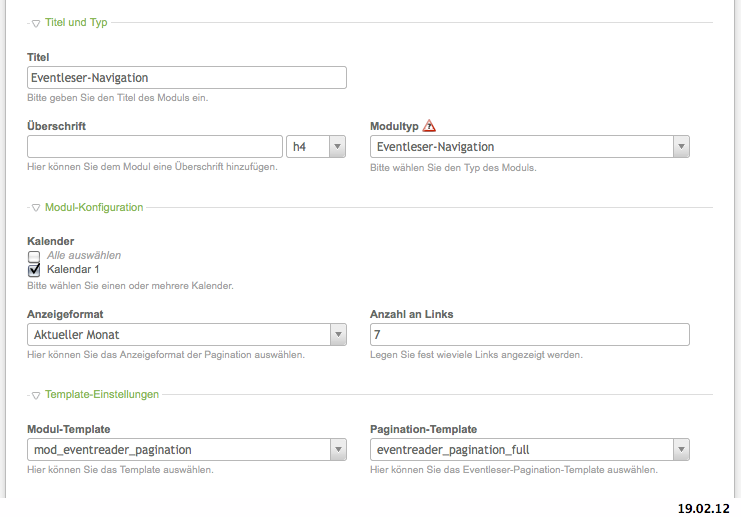 Titel und Typ
Titel
Eventleser-Navigation
Bitte geben Sie den Titel des Moduls ein.
Überschrift
Modultyp
h4
Eventleser-Navigation
Hier können Sie dem Modul eine Überschrift hinzufügen.
Bitte wählen Sie den Typ des Moduls.
Modul-Konfiguration
Kalender
Alle auswählen
Kalendar 1
Bitte wählen Sie einen oder mehrere Kalender.
Anzeigeformat
Anzahl an Links
Aktueller Monat
7
Hier können Sie das Anzeigeformat der Pagination auswählen.
Legen Sie fest wieviele Links angezeigt werden.
Template-Einstellungen
Modul-Template
Pagination-Template
mod_eventreader_pagination
eventreader_pagination_full
Hier können Sie das Template auswählen.
Hier können Sie das Eventleser-Pagination-Template auswählen.
19.02.12